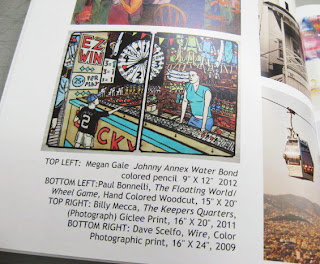 EZ
WIN
25¢
PER
PLAY
2
CKY
TOP LEFT: Megan Gale Johnny Annex Water Bond
colored pencil 9" X 12" 2012
BOTTOM LEFT:Paul Bonnelli, The Floating World/
Wheel Game, Hand Colored Woodcut, 15" X 20"
TOP RIGHT: Billy Mecca, The Keepers Quarters,
(Photograph) Giclee Print, 16" X 20", 2011
BOTTOM RIGHT: Dave Scelfo, Wire, Color
Photographic print, 16" X 24", 2009